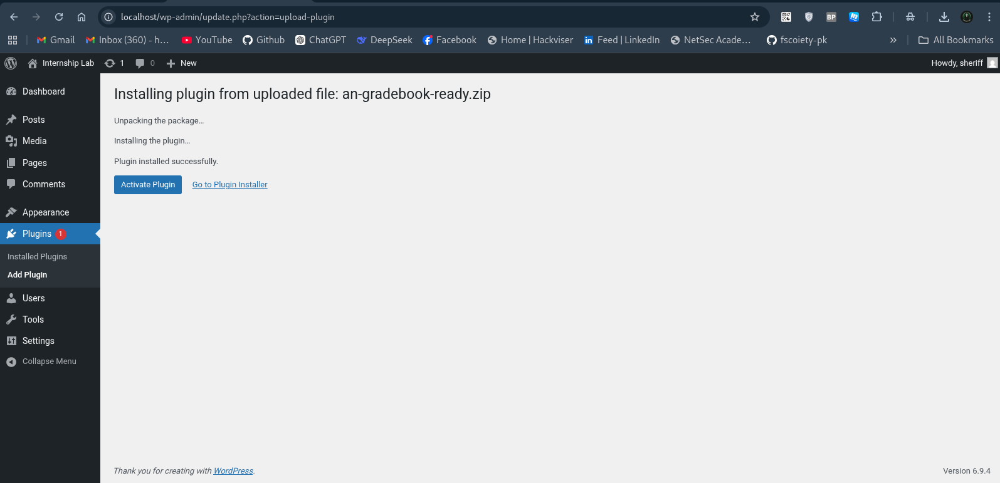 localhost/wp-admin/update.php?action=upload-plugin
BP
Gmail Inbox (360) - h... YouTube Github ChatGPT DeepSeek Facebook Home | Hackviser Feed | LinkedIn NetSec Acade... fscoiety-pk » All Bookmarks
Internship Lab 1 0 New Howdy, sheriff
Dashboard
Posts
Media
Pages
Comments
Appearance
Plugins 1
Installed Plugins
Add Plugin
Users
Tools
Settings
Collapse Menu
Installing plugin from uploaded file: an-gradebook-ready.zip
Unpacking the package…
Installing the plugin…
Plugin installed successfully.
Activate Plugin Go to Plugin Installer
Thank you for creating with WordPress. Version 6.9.4